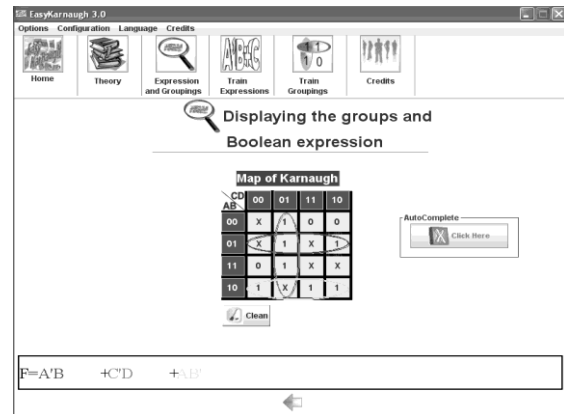 EasyKarnaugh 3.0
Options Configuration Language Credits
Home Theory Expression and Groupings Train Expressions Train Groupings Credits
Displaying the groups and
Boolean expression
Map of Karnaugh
CD AB 00 01 11 10
00 X 1 0 0
01 X 1 X 1
11 0 1 X X
10 1 X 1 1
AutoComplete
Click Here
Clean
F=A'B +C'D +AB'